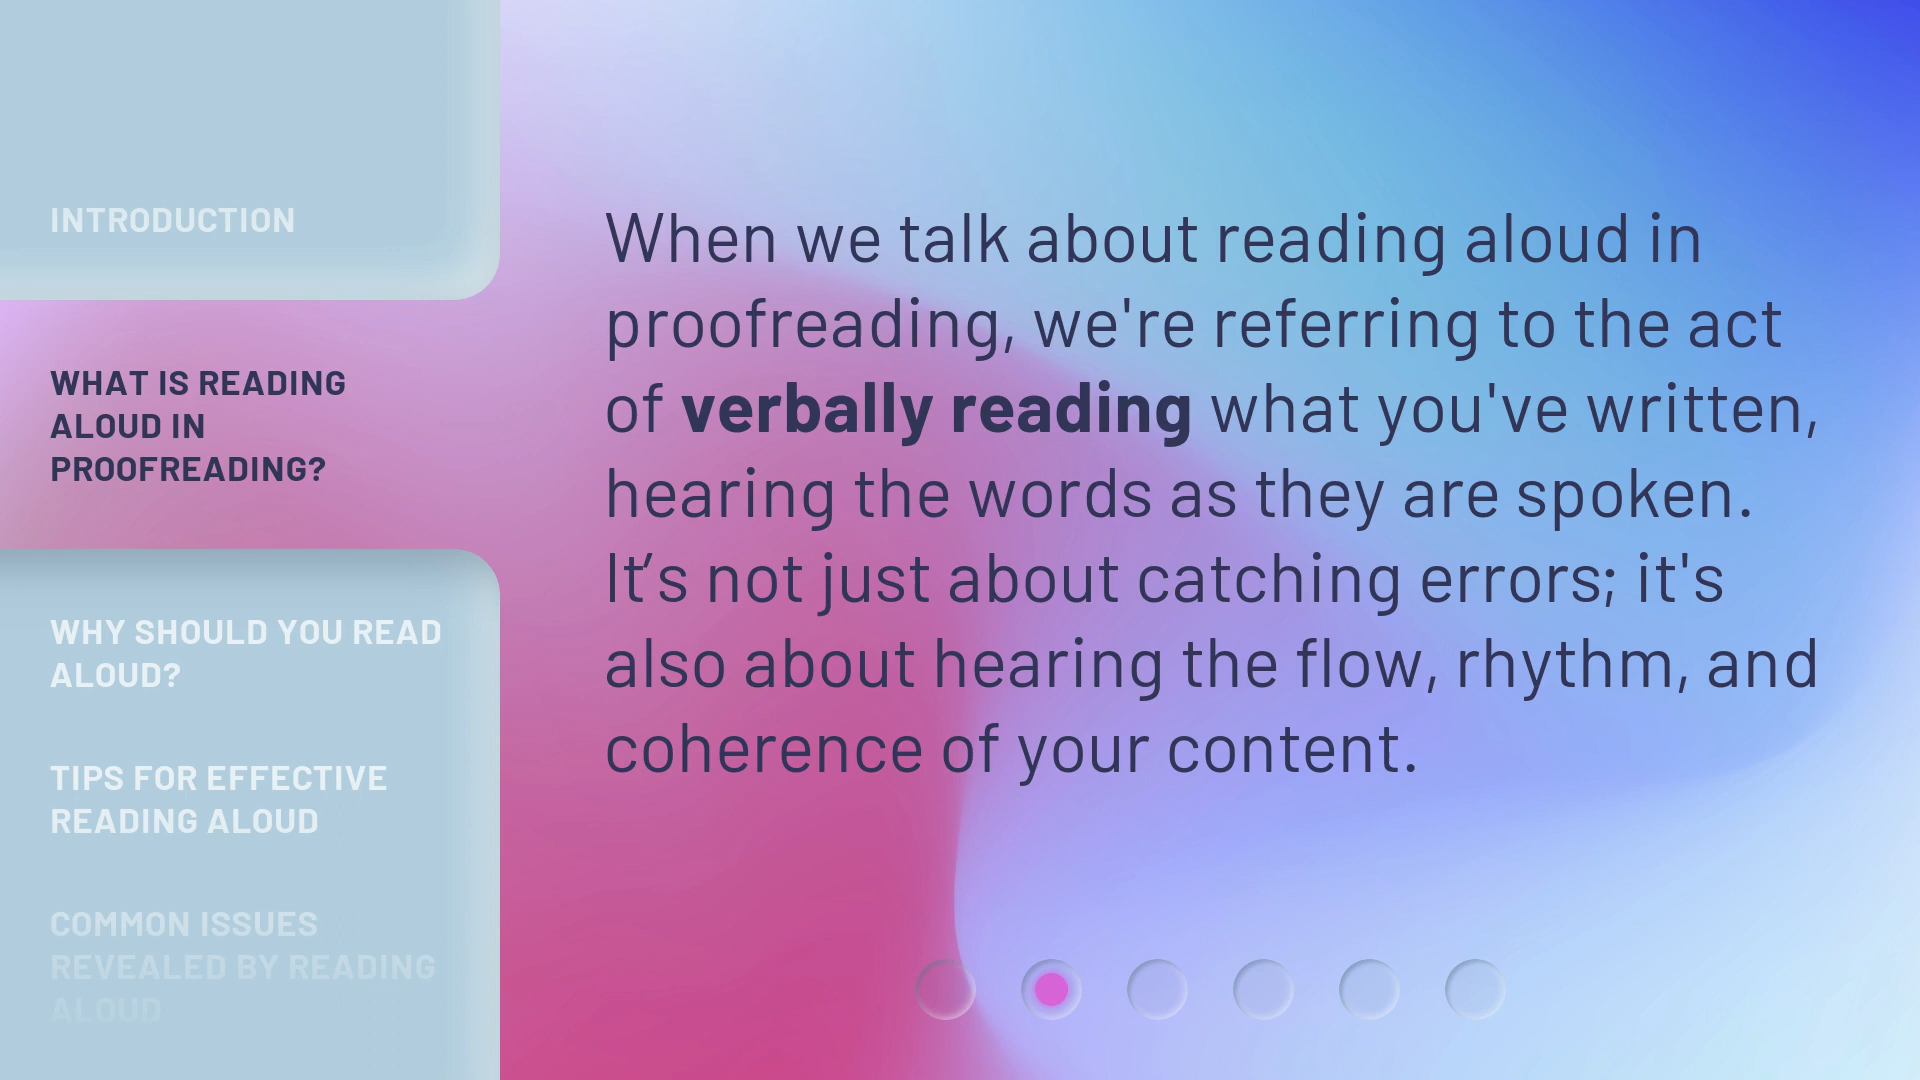 INTRODUCTION
WHAT IS READING
ALOUD IN
PROOFREADING?
WHY SHOULD YOU READ
ALOUD?
TIPS FOR EFFECTIVE
READING ALOUD
COMMON ISSUES
REVEALED BY READING
ALOUD
When we talk about reading aloud in
proofreading, we're referring to the act
of verbally reading what you've written,
hearing the words as they are spoken.
It’s not just about catching errors; it's
also about hearing the flow, rhythm, and
coherence of your content.